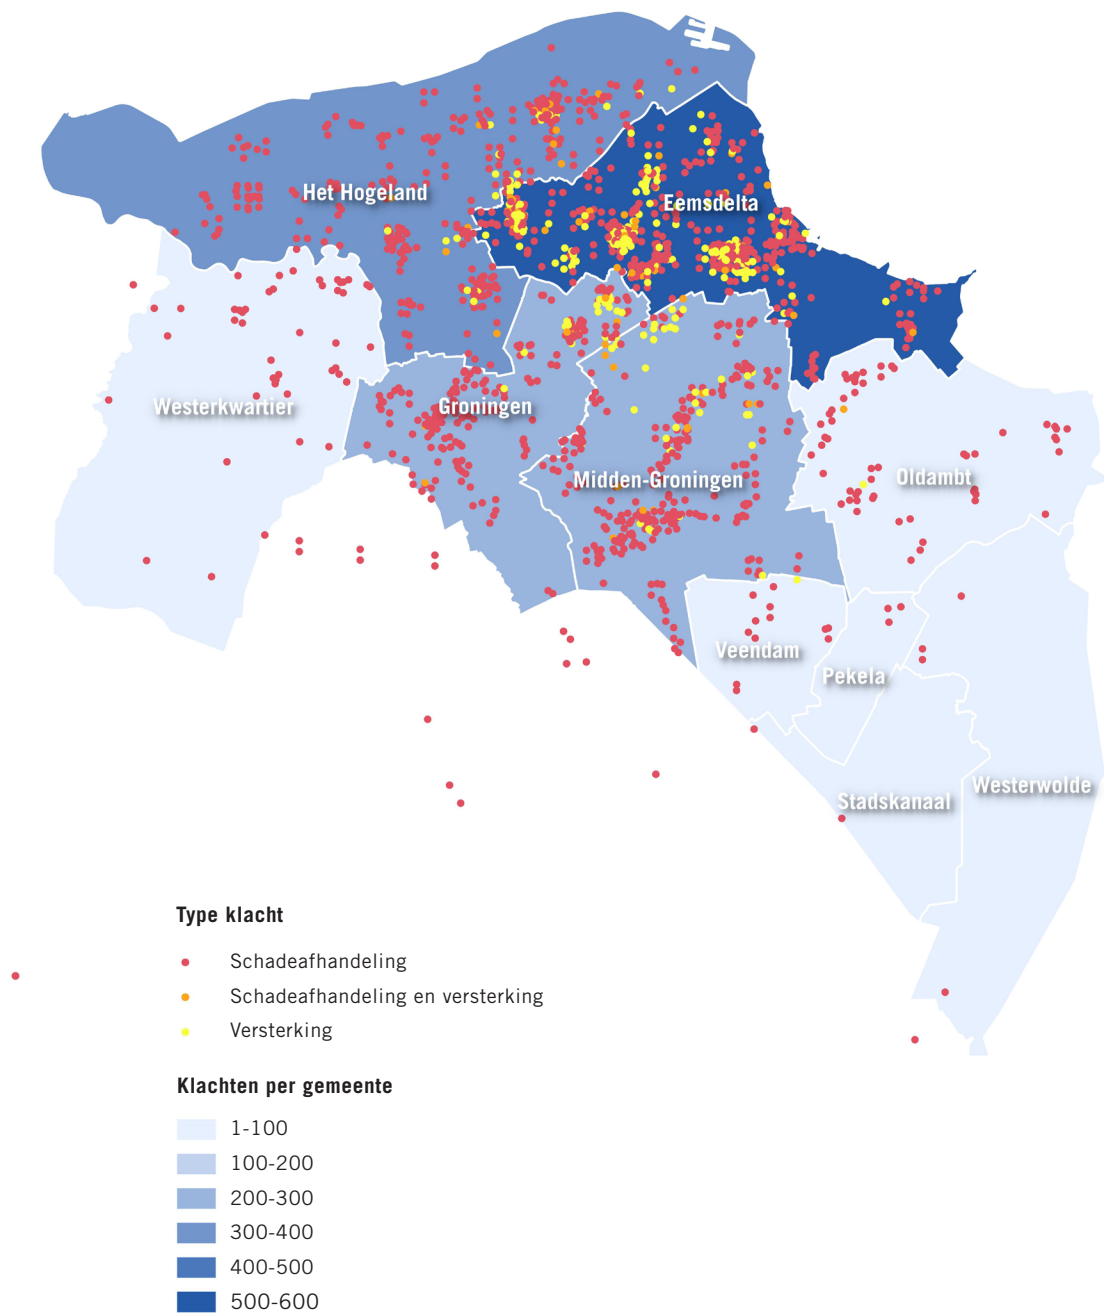 Het Hogeland
Eemsdelta
Westerkwartier
Groningen
Midden-Groningen
Oldambt
Veendam
Pekela
Stadskanaal
Westerwolde
Type klacht
Schadeafhandeling
Schadeafhandeling en versterking
Versterking
Klachten per gemeente
1-100
100-200
200-300
300-400
400-500
500-600